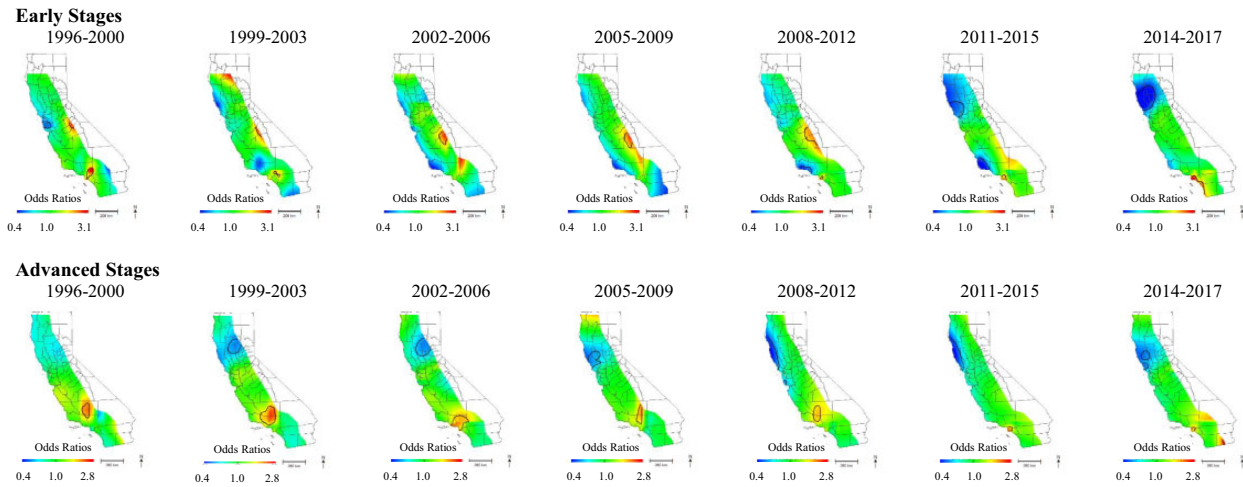 Early Stages
1996-2000 1999-2003 2002-2006 2005-2009 2008-2012 2011-2015 2014-2017
Odds Ratios Odds Ratios Odds Ratios Odds Ratios Odds Ratios Odds Ratios Odds Ratios
0.4 1.0 3.1 0.4 1.0 3.1 0.4 1.0 3.1 0.4 1.0 3.1 0.4 1.0 3.1 0.4 1.0 3.1 0.4 1.0 3.1
Advanced Stages
1996-2000 1999-2003 2002-2006 2005-2009 2008-2012 2011-2015 2014-2017
Odds Ratios Odds Ratios Odds Ratios Odds Ratios Odds Ratios Odds Ratios Odds Ratios
0.4 1.0 2.8 0.4 1.0 2.8 0.4 1.0 2.8 0.4 1.0 2.8 0.4 1.0 2.8 0.4 1.0 2.8 0.4 1.0 2.8